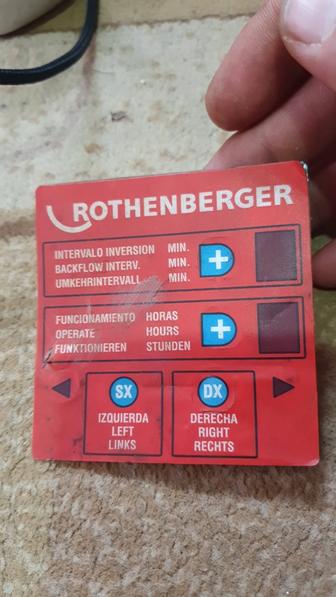 ROTHENBERGER
INTERVALO INVERSION MIN.
BACKFLOW INTERV. MIN.
UMKEHRINTERVALL MIN.
+
FUNCIONAMIENTO HORAS
OPERATE HOURS
FUNKTIONIEREN STUNDEN
+
SX
IZQUIERDA
LEFT
LINKS
DX
DERECHA
RIGHT
RECHTS